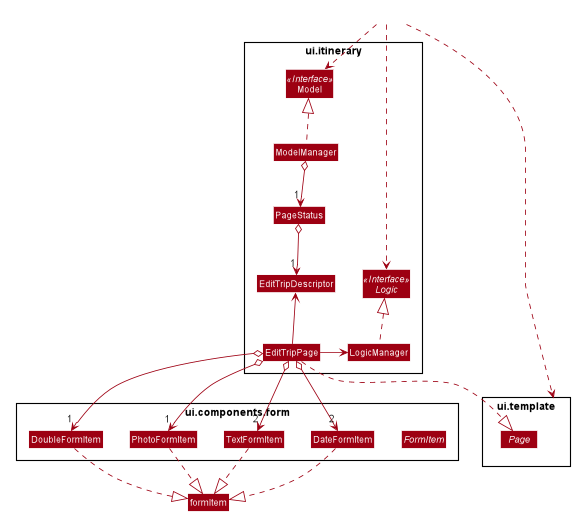 ui.itinerary
«Interface»
Model
ModelManager
1
PageStatus
1
EditTripDescriptor
«Interface»
Logic
EditTripPage
LogicManager
ui.components.form
ui.template
1
1
2
2
DoubleFormItem
PhotoFormItem
TextFormItem
DateFormItem
FormItem
Page
formItem